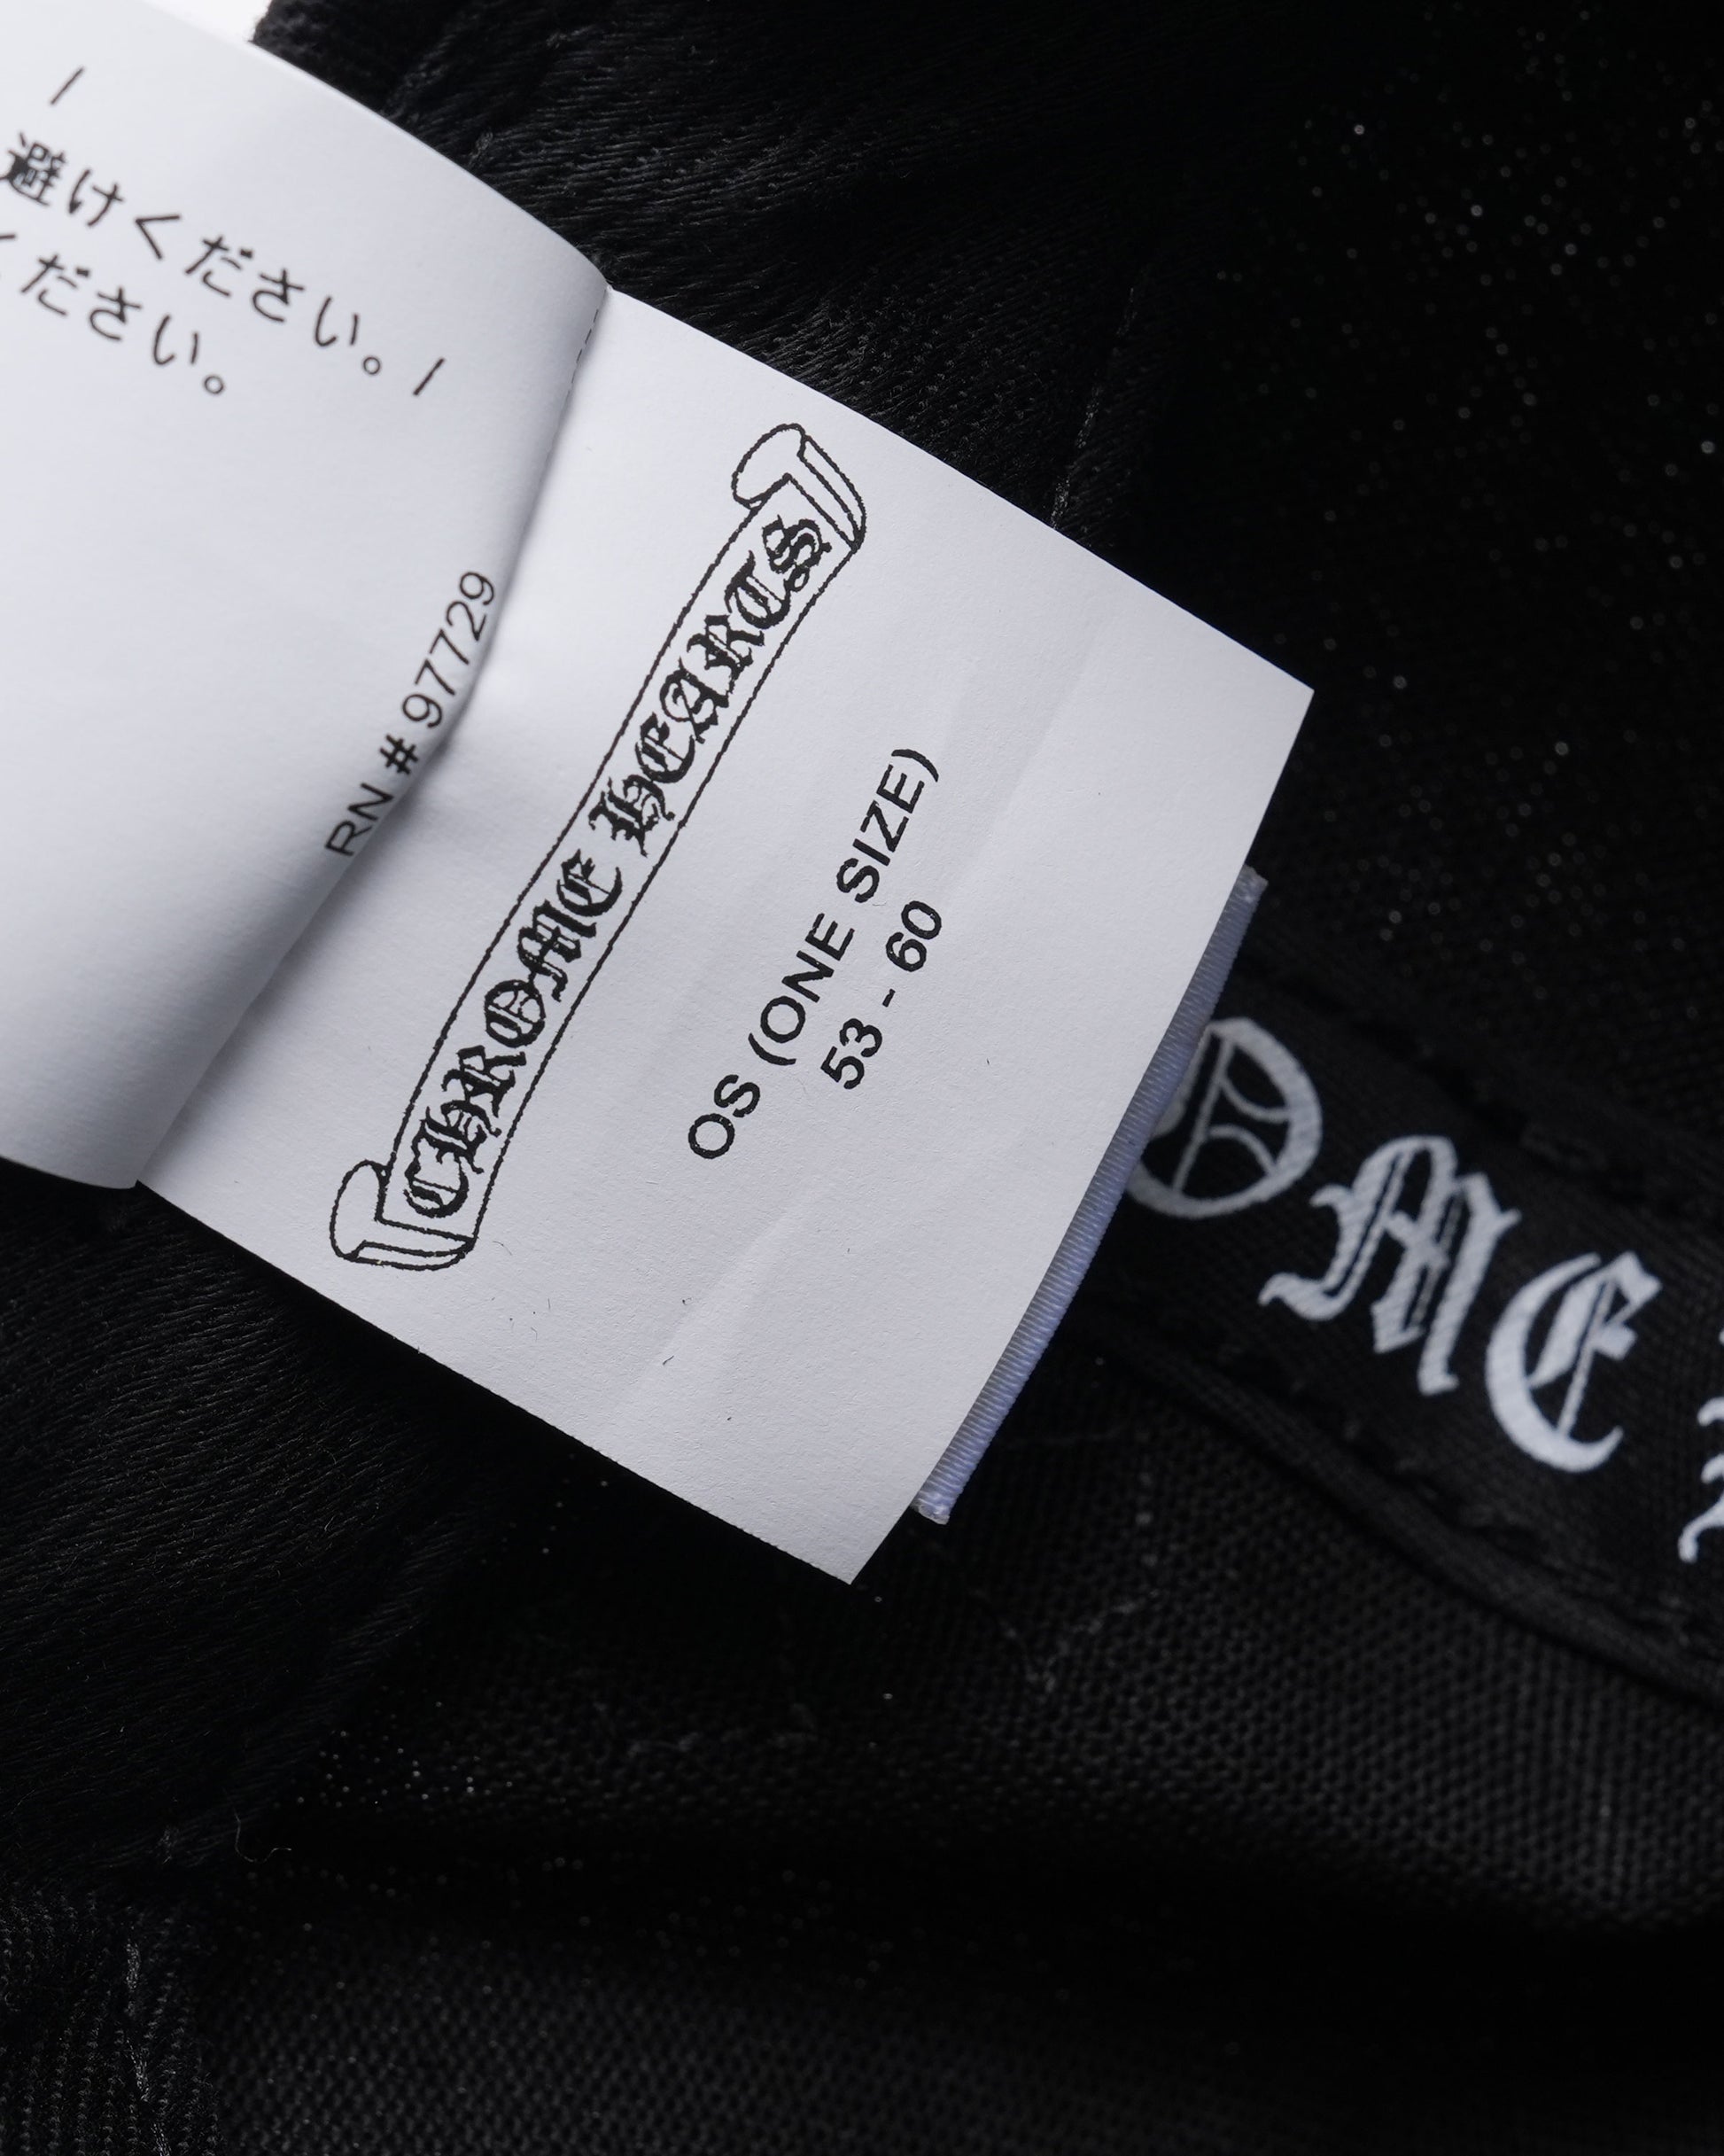 避けください。/
ください。
RN # 97729
CHROME HEARTS
OS (ONE SIZE)
53 - 60
OME